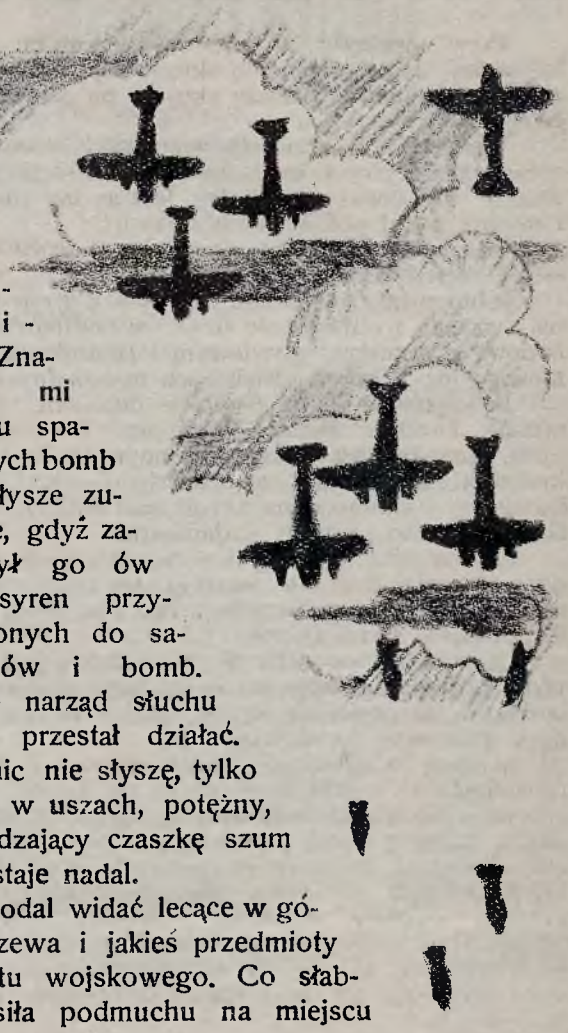 -
i
Zna-
mi
u spa-
ych bomb
łysze zu-
e, gdyż za-
ył go ów
syren przy-
onych do sa-
ów i bomb.
narząd słuchu
przestał działać.
nic nie słyszę, tylko
w uszach, potężny,
dzający czaszkę szum
staje nadal.
odal widać lecące w gó-
zewa i jakieś przedmioty
tu wojskowego. Co słab-
siła podmuchu na miejscu